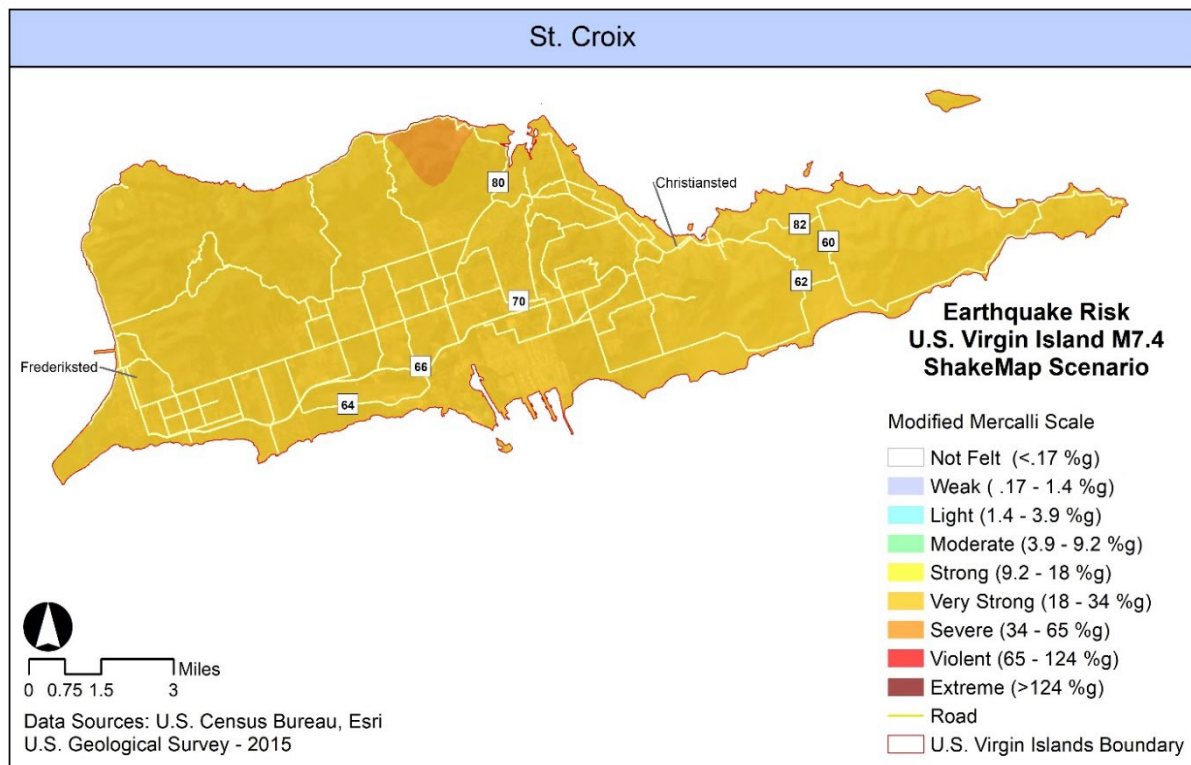 St. Croix
80
Christiansted
82
60
62
70
Earthquake Risk
U.S. Virgin Island M7.4
ShakeMap Scenario
Frederiksted
66
64
Modified Mercalli Scale
Not Felt (<.17 %g)
Weak ( .17 - 1.4 %g)
Light (1.4 - 3.9 %g)
Moderate (3.9 - 9.2 %g)
Strong (9.2 - 18 %g)
Very Strong (18 - 34 %g)
Severe (34 - 65 %g)
Violent (65 - 124 %g)
Extreme (>124 %g)
Road
U.S. Virgin Islands Boundary
Miles
0 0.75 1.5 3
Data Sources: U.S. Census Bureau, Esri
U.S. Geological Survey - 2015